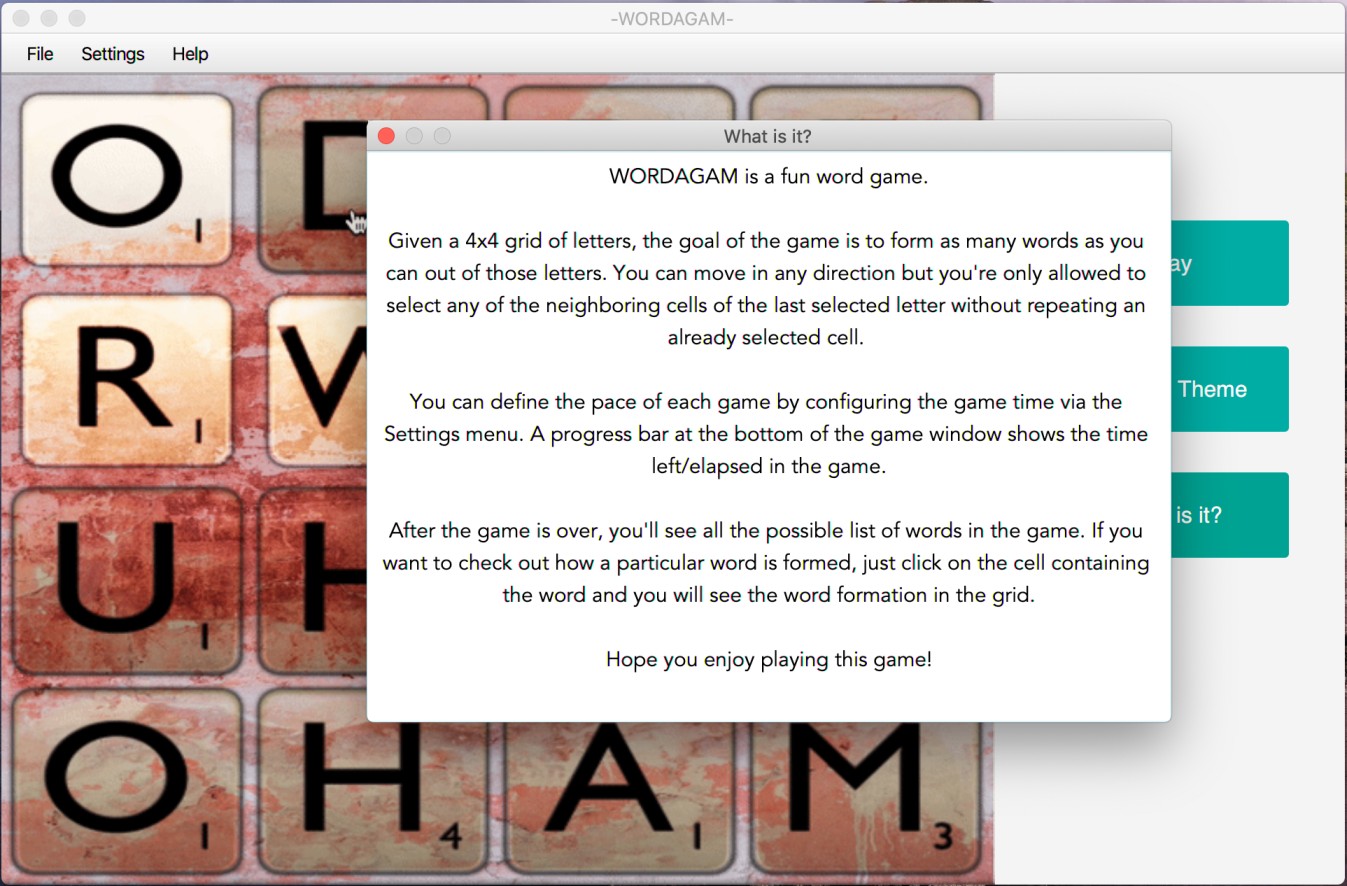 -WORDAGAM-
File Settings Help
What is it?
WORDAGAM is a fun word game.
Given a 4x4 grid of letters, the goal of the game is to form as many words as you
can out of those letters. You can move in any direction but you're only allowed to
select any of the neighboring cells of the last selected letter without repeating an
already selected cell.
You can define the pace of each game by configuring the game time via the
Settings menu. A progress bar at the bottom of the game window shows the time
left/elapsed in the game.
After the game is over, you'll see all the possible list of words in the game. If you
want to check out how a particular word is formed, just click on the cell containing
the word and you will see the word formation in the grid.
Hope you enjoy playing this game!
O 1
R 1
U 1 H
O 1 H 4 A 1 M 3
ay
Theme
is it?